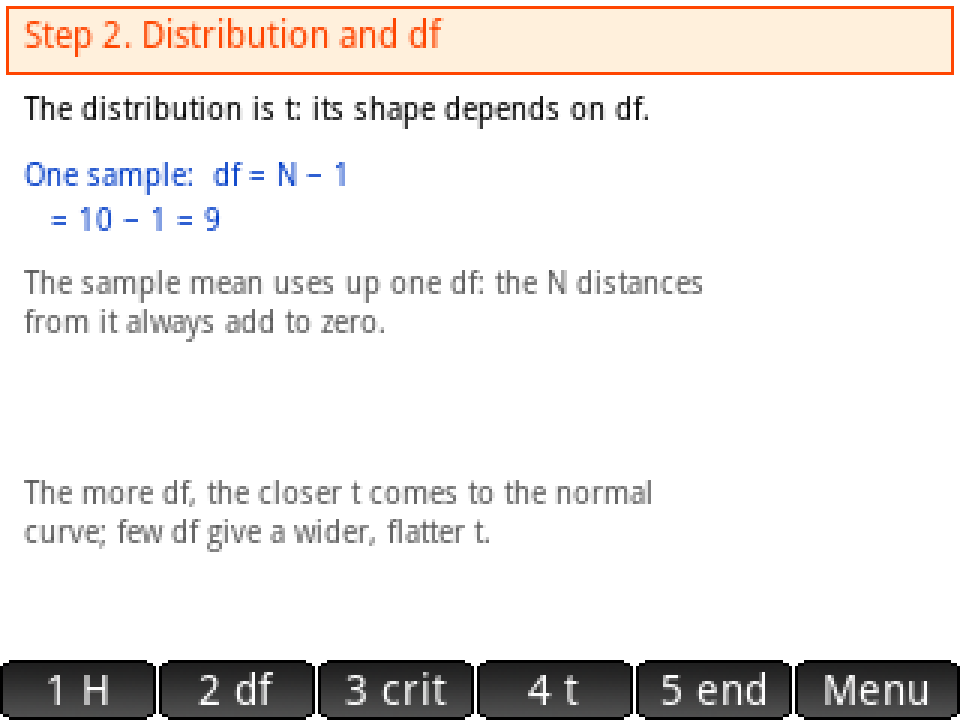 Step 2. Distribution and df
The distribution is t: its shape depends on df.
One sample:  df = N − 1
= 10 − 1 = 9
The sample mean uses up one df: the N distances
from it always add to zero.
The more df, the closer t comes to the normal
curve; few df give a wider, flatter t.
1 H
2 df
3 crit
4 t
5 end
Menu